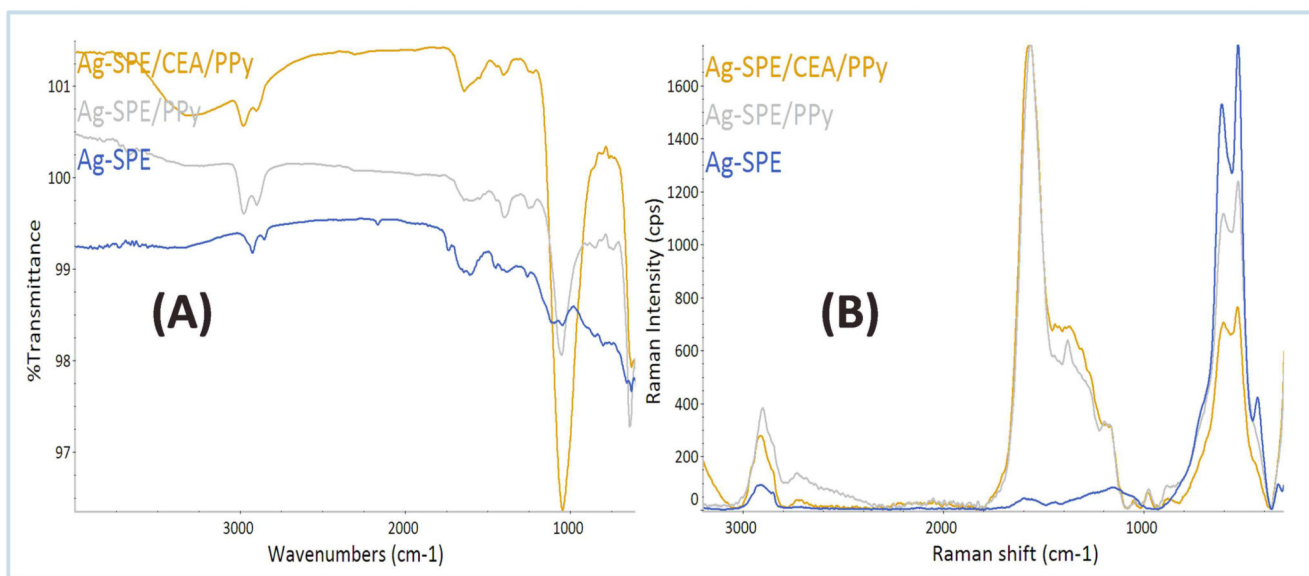 Ag-SPE/CEA/PPy
Ag-SPE/PPy
Ag-SPE
101
100
99
98
97
%Transmittance
(A)
3000
2000
1000
Wavenumbers (cm-1)
Ag-SPE/CEA/PPy
Ag-SPE/PPy
Ag-SPE
1600
1400
1200
1000
800
600
400
200
0
Raman Intensity (cps)
(B)
3000
2000
1000
Raman shift (cm-1)